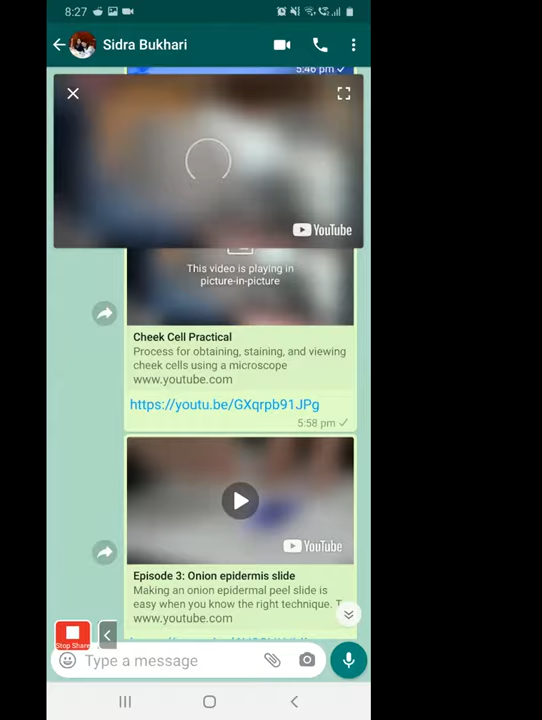 8:27
Sidra Bukhari
5:46 pm
YouTube
This video is playing in
picture-in-picture
Cheek Cell Practical
Process for obtaining, staining, and viewing
cheek cells using a microscope
www.youtube.com
https://youtu.be/GXqrpb91JPg
5:58 pm
YouTube
Episode 3: Onion epidermis slide
Making an onion epidermal peel slide is
easy when you know the right technique. T
www.youtube.com
Stop Share
Type a message